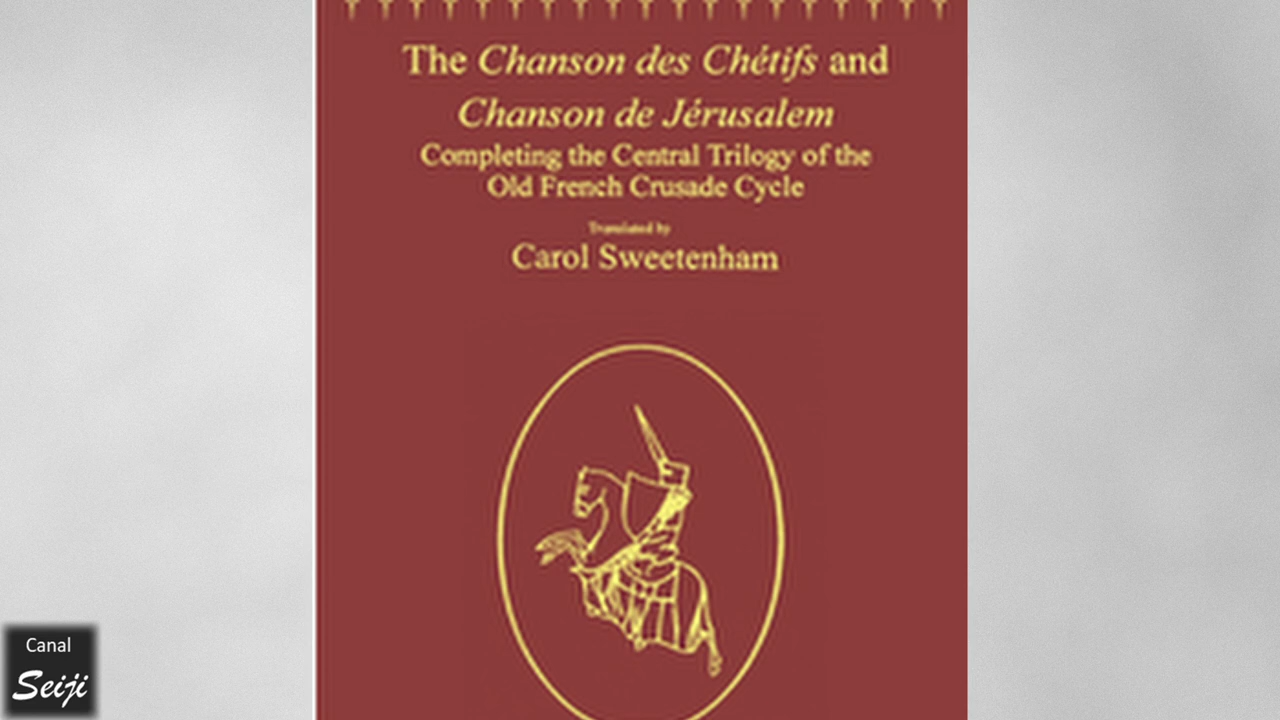 The Chanson des Chétifs and
Chanson de Jérusalem
Completing the Central Trilogy of the
Old French Crusade Cycle
Translated by
Carol Sweetenham
Canal
Seiji